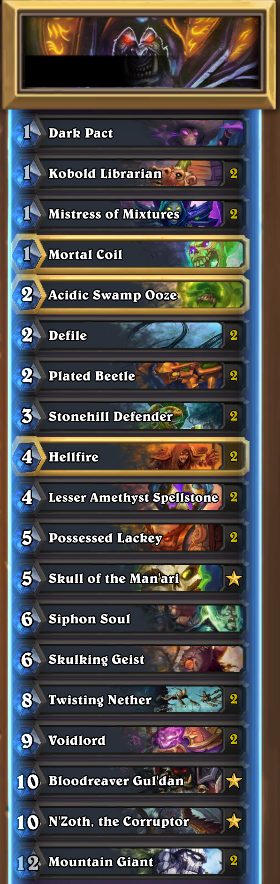 1 Dark Pact
1 Kobold Librarian 2
1 Mistress of Mixtures 2
1 Mortal Coil
2 Acidic Swamp Ooze 2
2 Defile 2
2 Plated Beetle 2
3 Stonehill Defender 2
4 Hellfire 2
4 Lesser Amethyst Spellstone 2
5 Possessed Lackey 2
5 Skull of the Man'ari
6 Siphon Soul
6 Skulking Geist
8 Twisting Nether 2
9 Voidlord 2
10 Bloodreaver Gul'dan
10 N'Zoth, the Corruptor
12 Mountain Giant 2